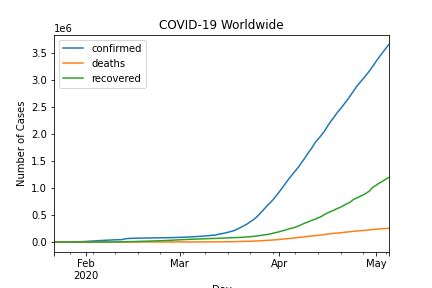 COVID-19 Worldwide
1e6
confirmed
deaths
recovered
3.5
3.0
2.5
2.0
1.5
1.0
0.5
0.0
Number of Cases
Feb
2020
Mar
Apr
May